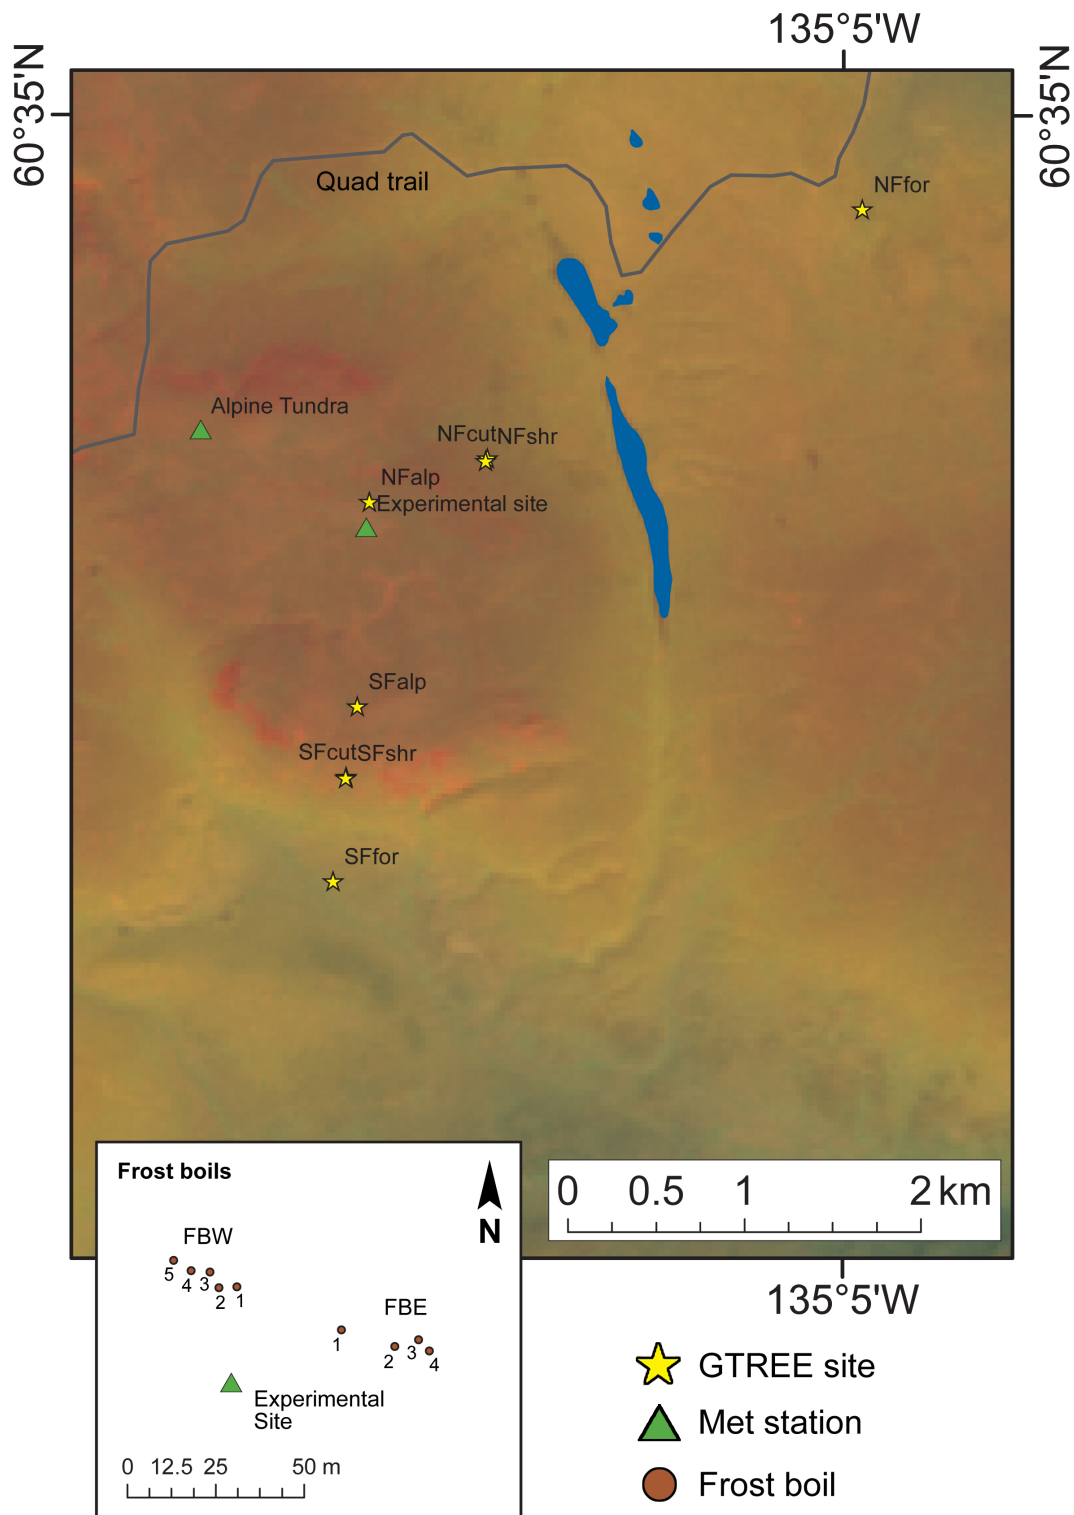 135°5'W
60°35'N
60°35'N
Quad trail
NFfor
Alpine Tundra
NFcutNFshr
NFalp
Experimental site
SFalp
SFcutSFshr
SFfor
Frost boils
N
FBW
5 4 3 2 1
FBE
1 2 3 4
Experimental
Site
0 12.5 25 50 m
0 0.5 1 2 km
135°5'W
GTREE site
Met station
Frost boil